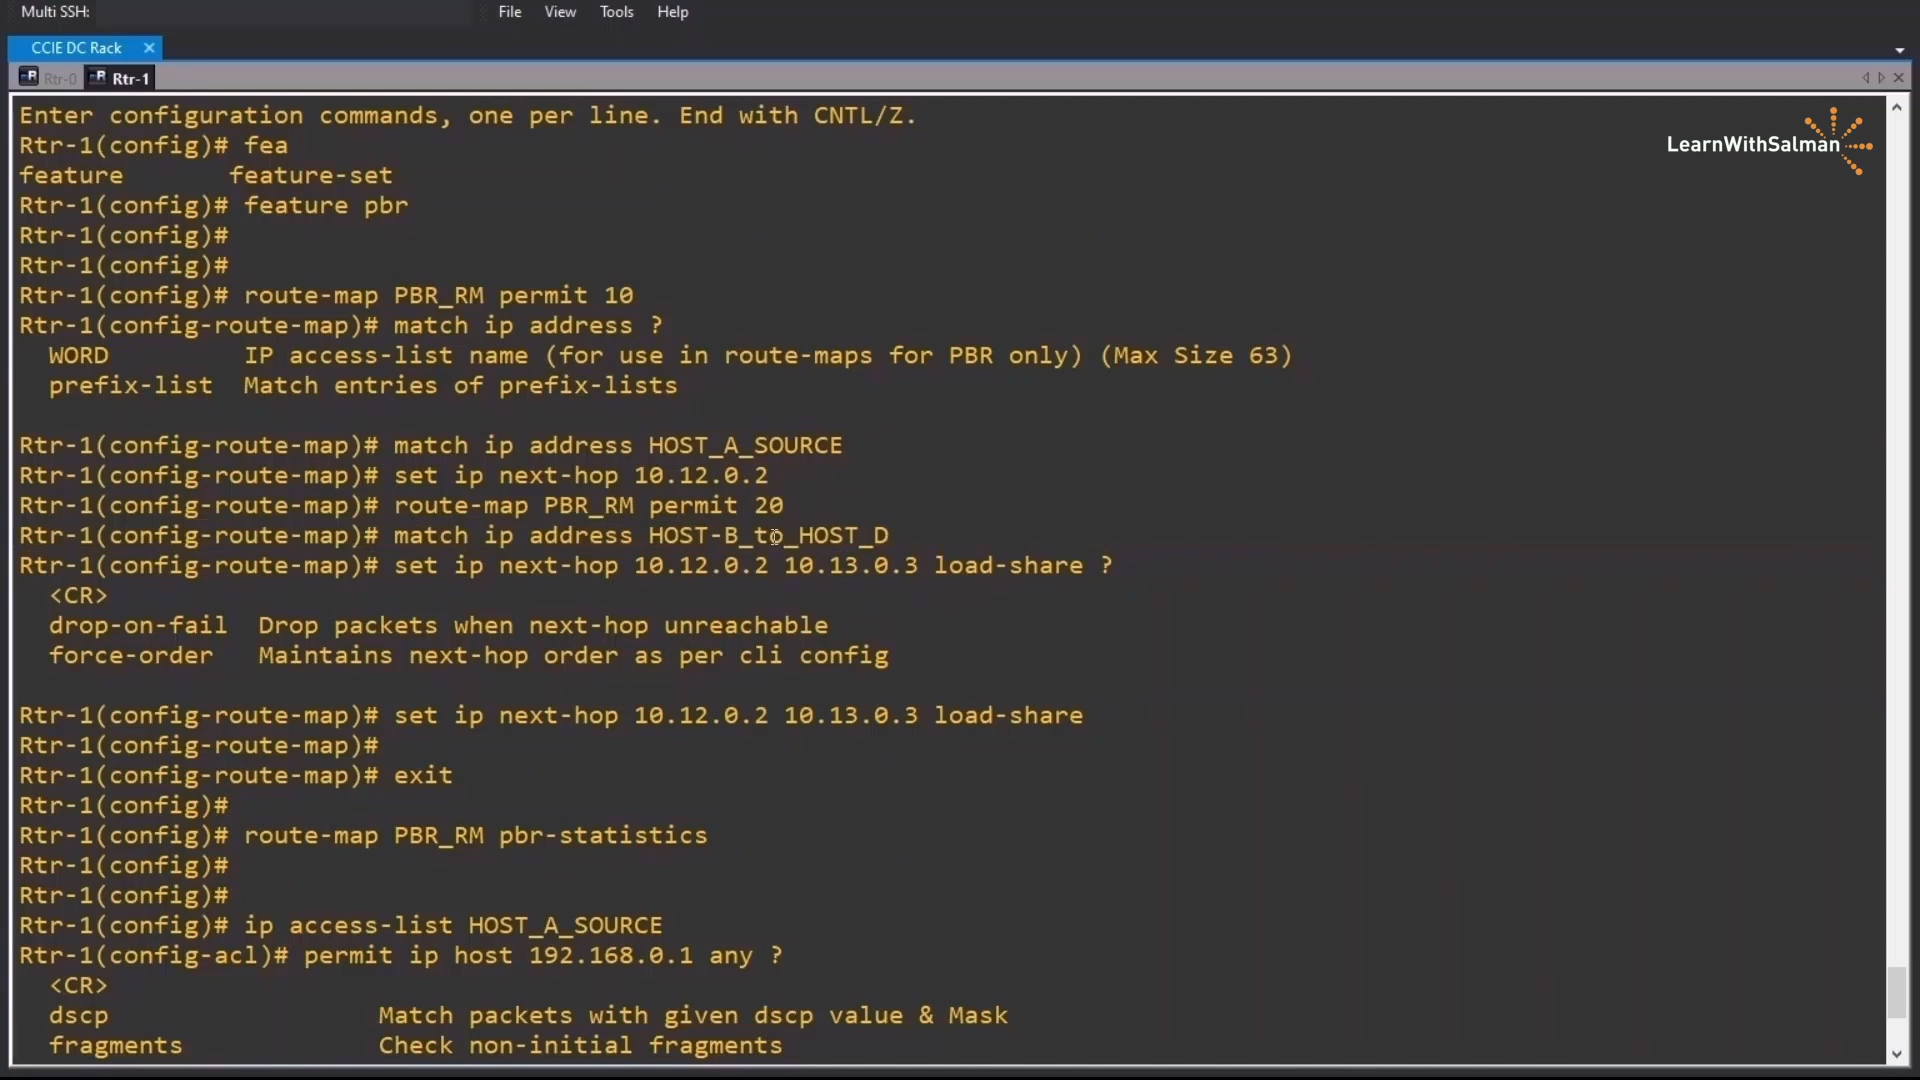 Multi SSH: File View Tools Help
CCIE DC Rack
Rtr-0 Rtr-1
Enter configuration commands, one per line. End with CNTL/Z.
Rtr-1(config)# fea
feature feature-set
Rtr-1(config)# feature pbr
Rtr-1(config)#
Rtr-1(config)#
Rtr-1(config)# route-map PBR_RM permit 10
Rtr-1(config-route-map)# match ip address ?
WORD IP access-list name (for use in route-maps for PBR only) (Max Size 63)
prefix-list Match entries of prefix-lists
Rtr-1(config-route-map)# match ip address HOST_A_SOURCE
Rtr-1(config-route-map)# set ip next-hop 10.12.0.2
Rtr-1(config-route-map)# route-map PBR_RM permit 20
Rtr-1(config-route-map)# match ip address HOST-B_to_HOST_D
Rtr-1(config-route-map)# set ip next-hop 10.12.0.2 10.13.0.3 load-share ?
<CR>
drop-on-fail Drop packets when next-hop unreachable
force-order Maintains next-hop order as per cli config
Rtr-1(config-route-map)# set ip next-hop 10.12.0.2 10.13.0.3 load-share
Rtr-1(config-route-map)#
Rtr-1(config-route-map)# exit
Rtr-1(config)#
Rtr-1(config)# route-map PBR_RM pbr-statistics
Rtr-1(config)#
Rtr-1(config)#
Rtr-1(config)# ip access-list HOST_A_SOURCE
Rtr-1(config-acl)# permit ip host 192.168.0.1 any ?
<CR>
dscp Match packets with given dscp value & Mask
fragments Check non-initial fragments
LearnWithSalman